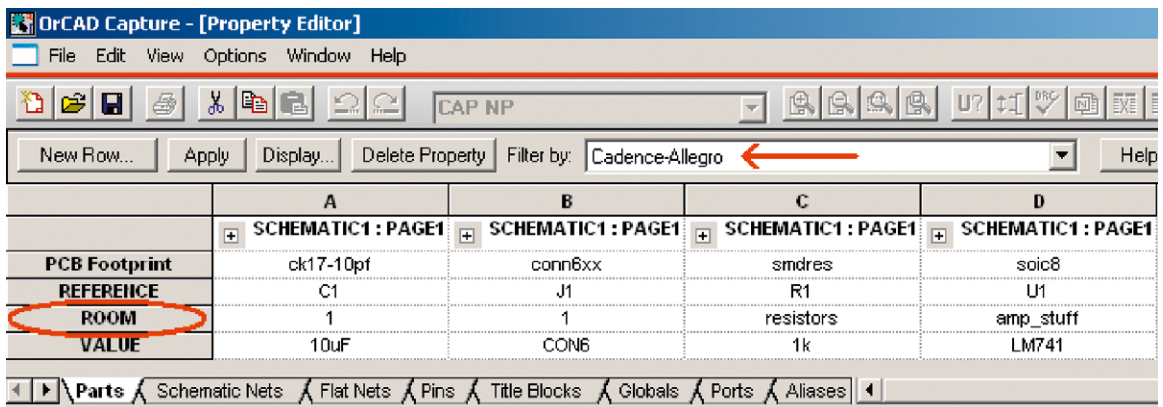 OrCAD Capture - [Property Editor]
File Edit View Options Window Help
CAP NP U?
New Row... Apply Display... Delete Property Filter by: Cadence-Allegro Help
A B C D
SCHEMATIC1 : PAGE1 SCHEMATIC1 : PAGE1 SCHEMATIC1 : PAGE1 SCHEMATIC1 : PAGE1
PCB Footprint ck17-10pf conn6xx smdres soic8
REFERENCE C1 J1 R1 U1
ROOM 1 1 resistors amp_stuff
VALUE 10uF CON6 1k LM741
Parts Schematic Nets Flat Nets Pins Title Blocks Globals Ports Aliases